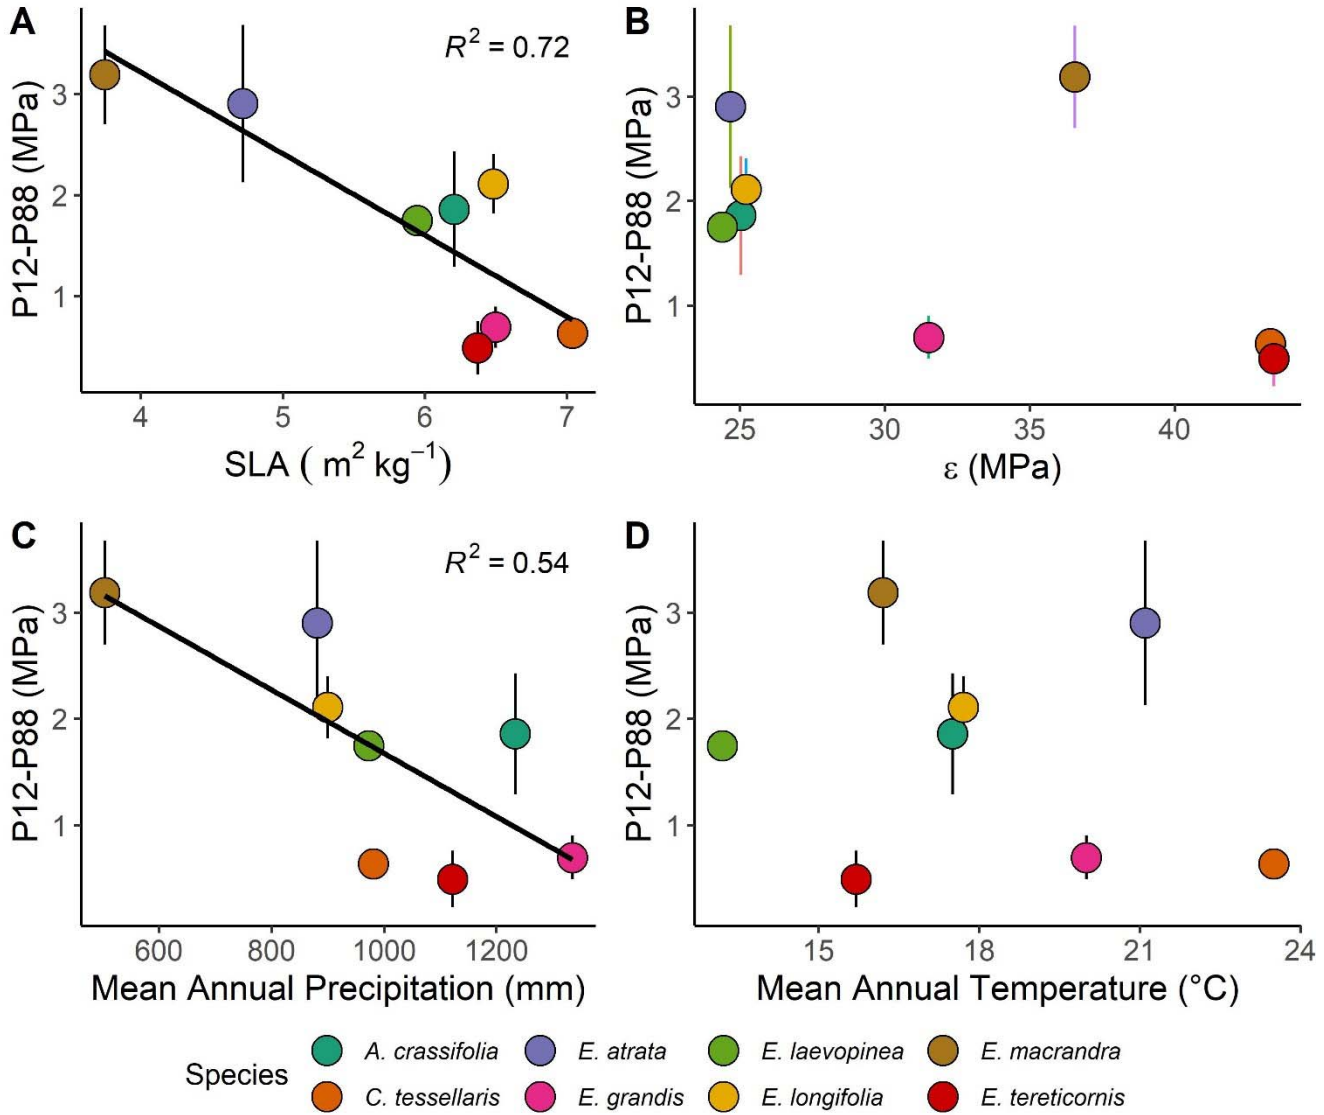 A
R² = 0.72
P12-P88 (MPa)
3
2
1
4 5 6 7
SLA ( m² kg⁻¹)
B
P12-P88 (MPa)
3
2
1
25 30 35 40
ε (MPa)
C
R² = 0.54
P12-P88 (MPa)
3
2
1
600 800 1000 1200
Mean Annual Precipitation (mm)
D
P12-P88 (MPa)
3
2
1
15 18 21 24
Mean Annual Temperature (°C)
Species
A. crassifolia E. atrata E. laevopinea E. macrandra
C. tessellaris E. grandis E. longifolia E. tereticornis